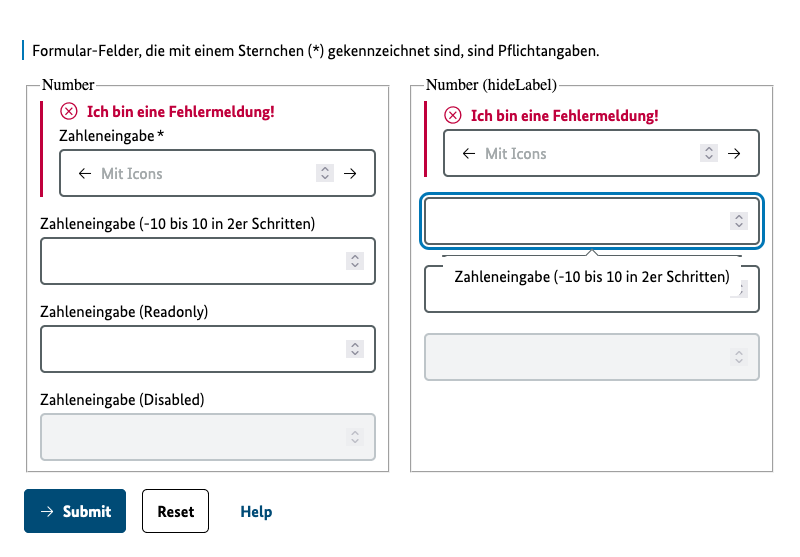 Formular-Felder, die mit einem Sternchen (*) gekennzeichnet sind, sind Pflichtangaben.
Number
Ich bin eine Fehlermeldung!
Zahleneingabe *
Mit Icons
Zahleneingabe (-10 bis 10 in 2er Schritten)
Zahleneingabe (Readonly)
Zahleneingabe (Disabled)
Number (hideLabel)
Ich bin eine Fehlermeldung!
Mit Icons
Zahleneingabe (-10 bis 10 in 2er Schritten)
Submit
Reset
Help